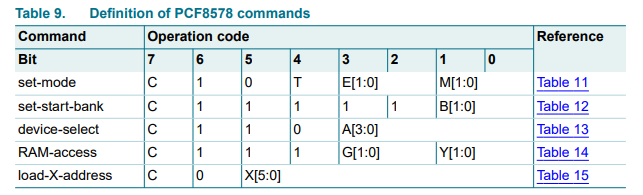 Table 9. Definition of PCF8578 commands
Command Operation code Reference
Bit 7 6 5 4 3 2 1 0
set-mode C 1 0 T E[1:0] M[1:0] Table 11
set-start-bank C 1 1 1 1 1 B[1:0] Table 12
device-select C 1 1 0 A[3:0] Table 13
RAM-access C 1 1 1 G[1:0] Y[1:0] Table 14
load-X-address C 0 X[5:0] Table 15